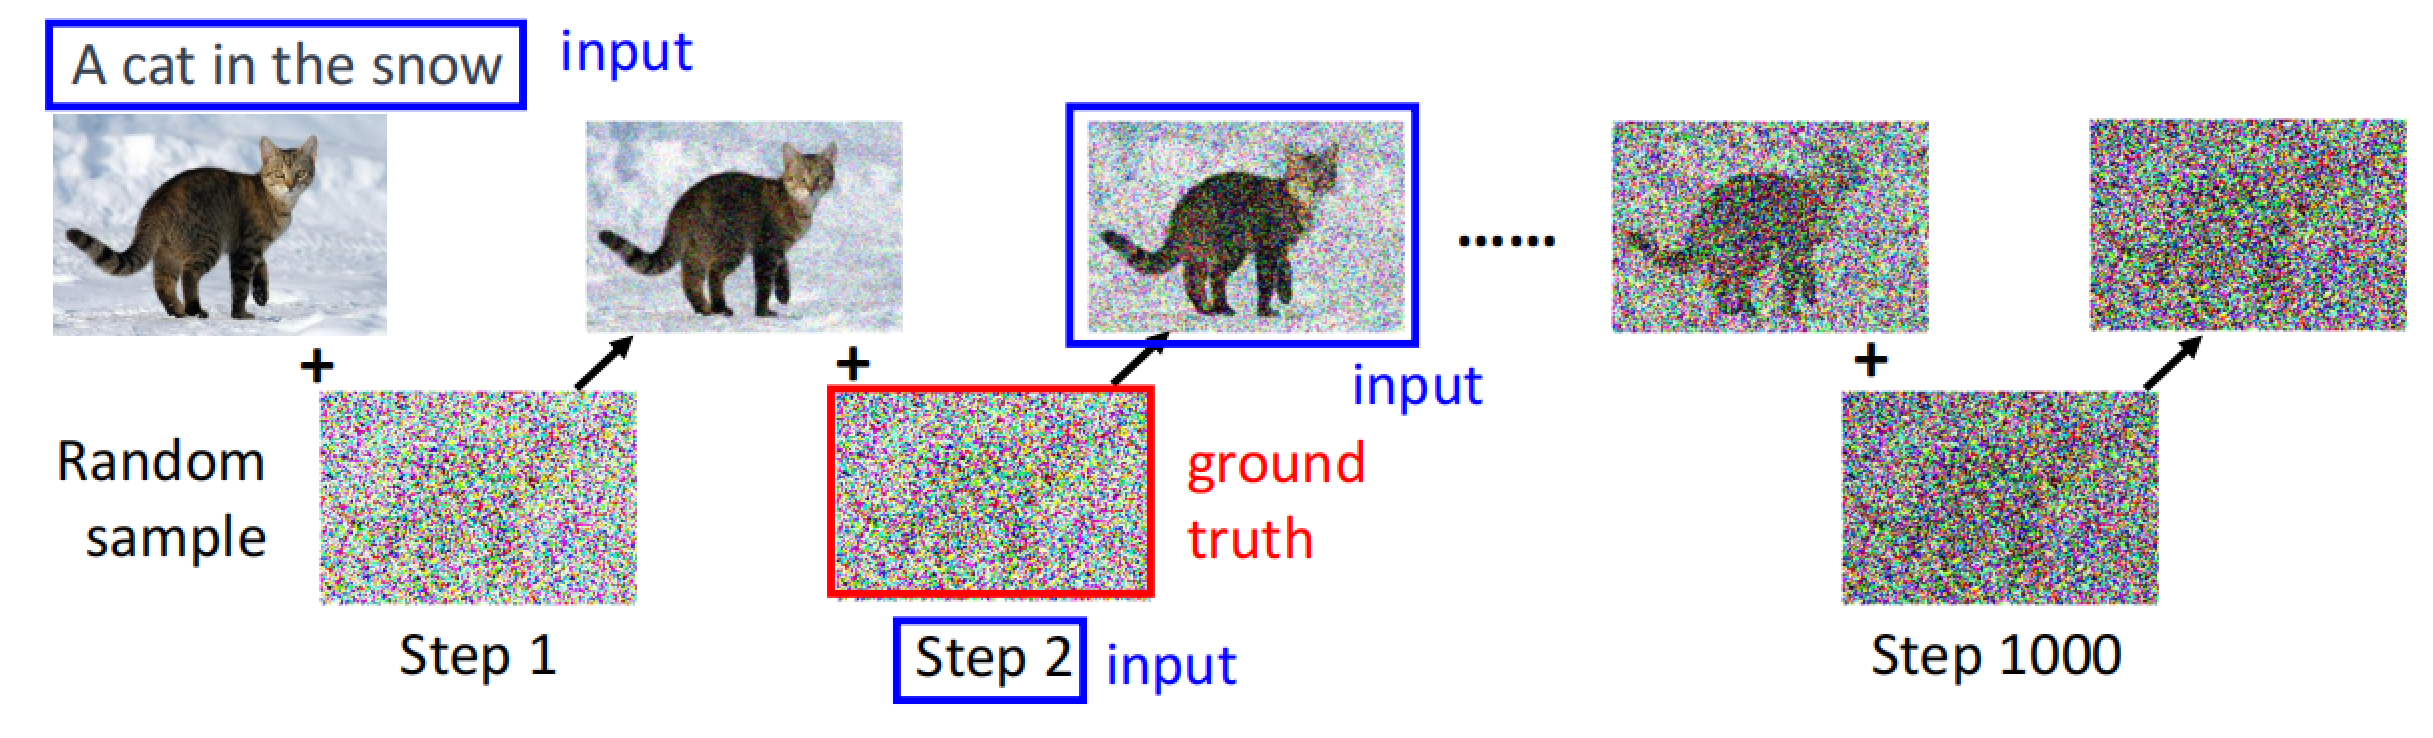 A cat in the snow
input
+
+
......
+
input
Random
sample
ground
truth
Step 1
Step 2
input
Step 1000